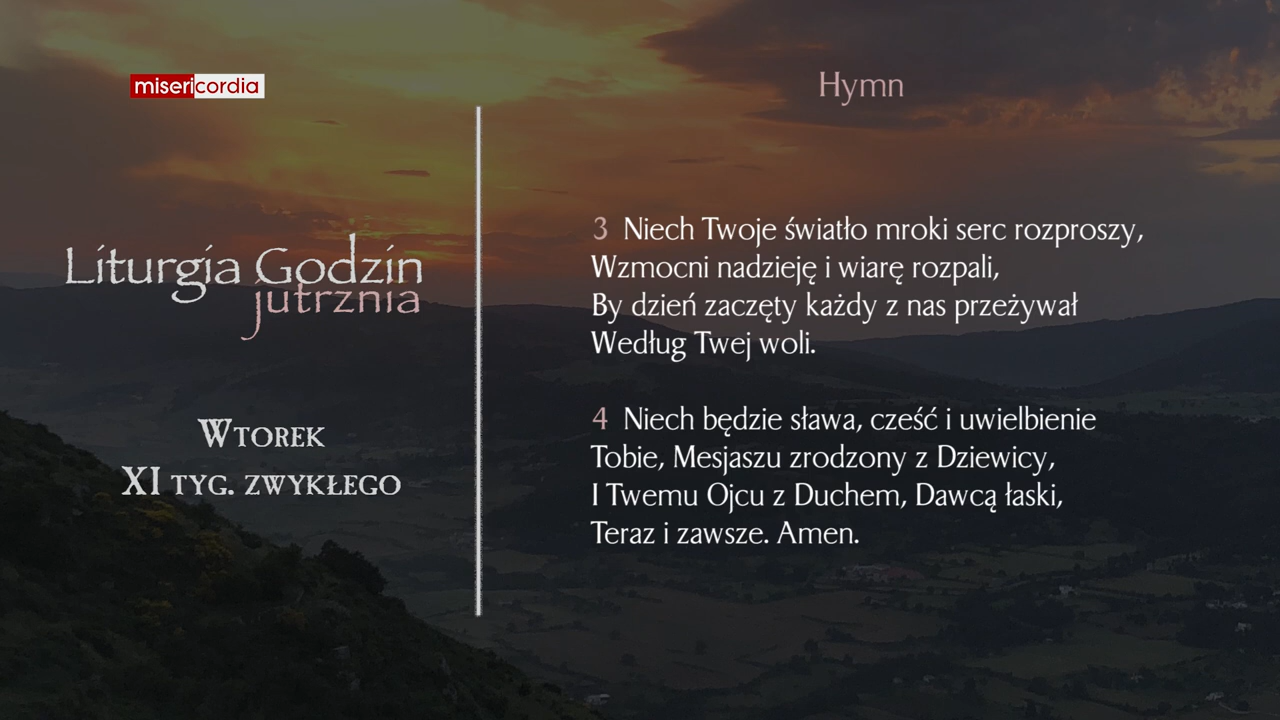 misericordia
Liturgia Godzin
jutrznia
Wtorek
XI tyg. zwykłego
Hymn
3 Niech Twoje światło mroki serc rozproszy,
Wzmocni nadzieję i wiarę rozpali,
By dzień zaczęty każdy z nas przeżywał
Według Twej woli.
4 Niech będzie sława, cześć i uwielbienie
Tobie, Mesjaszu zrodzony z Dziewicy,
I Twemu Ojcu z Duchem, Dawcą łaski,
Teraz i zawsze. Amen.